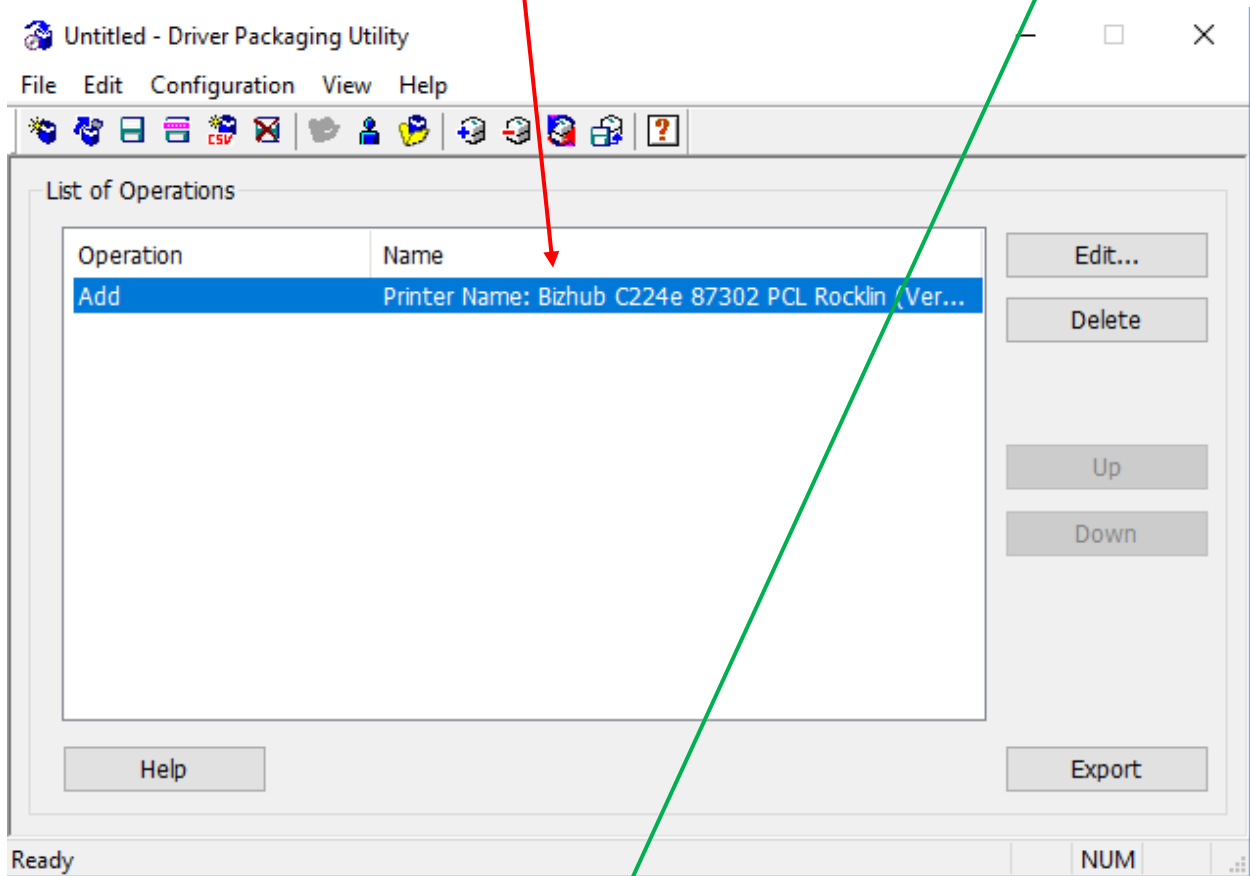 Untitled - Driver Packaging Utility
File Edit Configuration View Help
CSV ?
List of Operations
Operation Name
Add Printer Name: Bizhub C224e 87302 PCL Rocklin (Ver...
Edit...
Delete
Up
Down
Help Export
Ready NUM